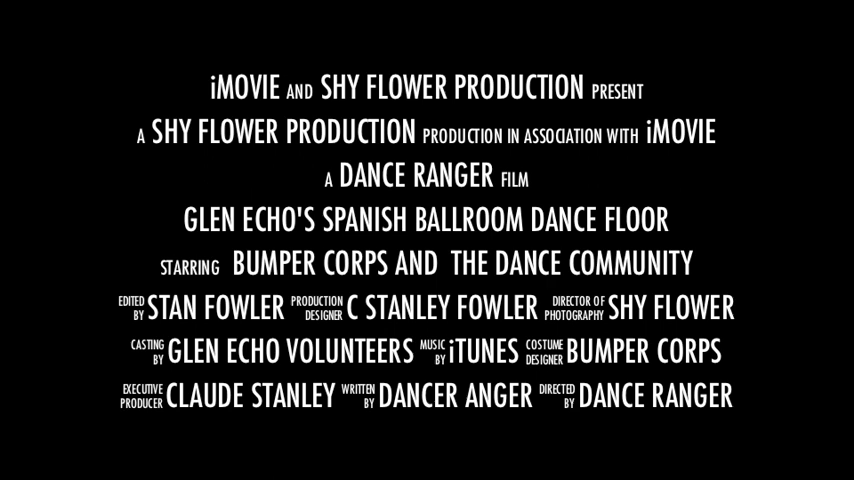 iMOVIE AND SHY FLOWER PRODUCTION PRESENT
A SHY FLOWER PRODUCTION PRODUCTION IN ASSOCIATION WITH iMOVIE
A DANCE RANGER FILM
GLEN ECHO'S SPANISH BALLROOM DANCE FLOOR
STARRING BUMPER CORPS AND THE DANCE COMMUNITY
EDITED BY STAN FOWLER PRODUCTION DESIGNER C STANLEY FOWLER DIRECTOR OF PHOTOGRAPHY SHY FLOWER
CASTING BY GLEN ECHO VOLUNTEERS MUSIC BY iTUNES COSTUME DESIGNER BUMPER CORPS
EXECUTIVE PRODUCER CLAUDE STANLEY WRITTEN BY DANCER ANGER DIRECTED BY DANCE RANGER